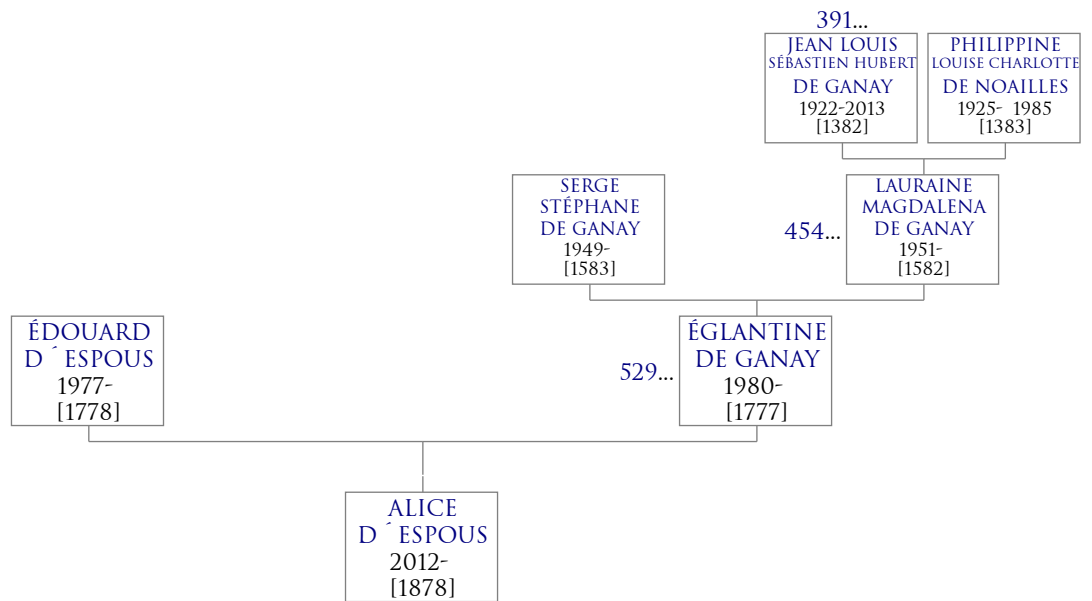 391...
JEAN LOUIS
SÉBASTIEN HUBERT
DE GANAY
1922-2013
[1382]
PHILIPPINE
LOUISE CHARLOTTE
DE NOAILLES
1925- 1985
[1383]
SERGE
STÉPHANE
DE GANAY
1949-
[1583]
454...
LAURAINE
MAGDALENA
DE GANAY
1951-
[1582]
ÉDOUARD
D ´ ESPOUS
1977-
[1778]
529...
ÉGLANTINE
DE GANAY
1980-
[1777]
ALICE
D ´ ESPOUS
2012-
[1878]